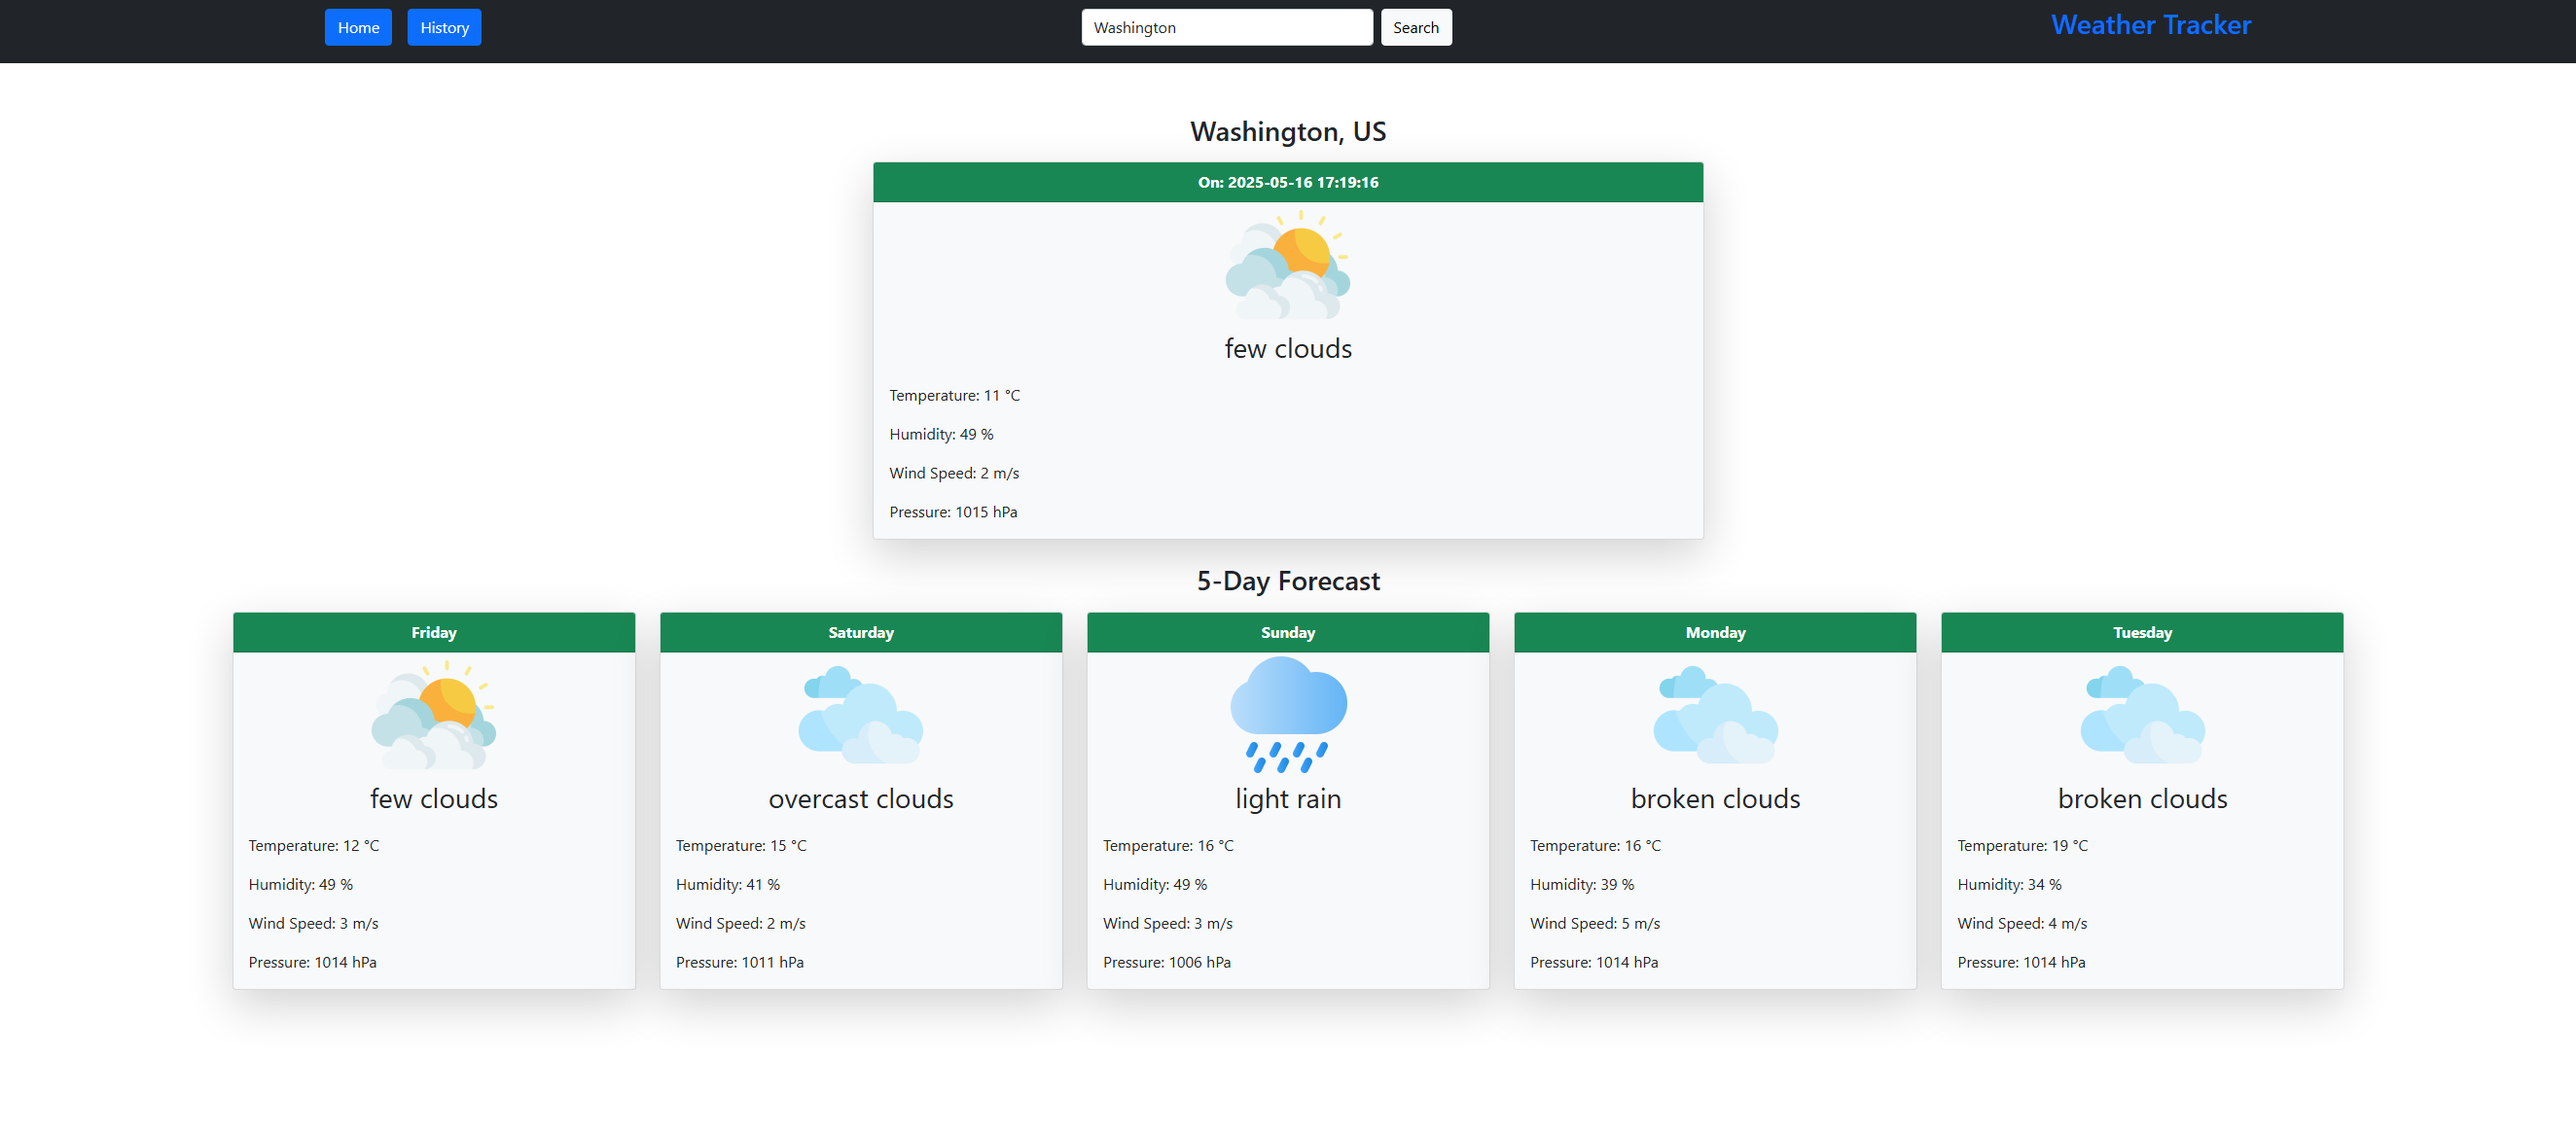 Home History Washington Search Weather Tracker
Washington, US
On: 2025-05-16 17:19:16
few clouds
Temperature: 11 °C
Humidity: 49 %
Wind Speed: 2 m/s
Pressure: 1015 hPa
5-Day Forecast
Friday
few clouds
Temperature: 12 °C
Humidity: 49 %
Wind Speed: 3 m/s
Pressure: 1014 hPa
Saturday
overcast clouds
Temperature: 15 °C
Humidity: 41 %
Wind Speed: 2 m/s
Pressure: 1011 hPa
Sunday
light rain
Temperature: 16 °C
Humidity: 49 %
Wind Speed: 3 m/s
Pressure: 1006 hPa
Monday
broken clouds
Temperature: 16 °C
Humidity: 39 %
Wind Speed: 5 m/s
Pressure: 1014 hPa
Tuesday
broken clouds
Temperature: 19 °C
Humidity: 34 %
Wind Speed: 4 m/s
Pressure: 1014 hPa